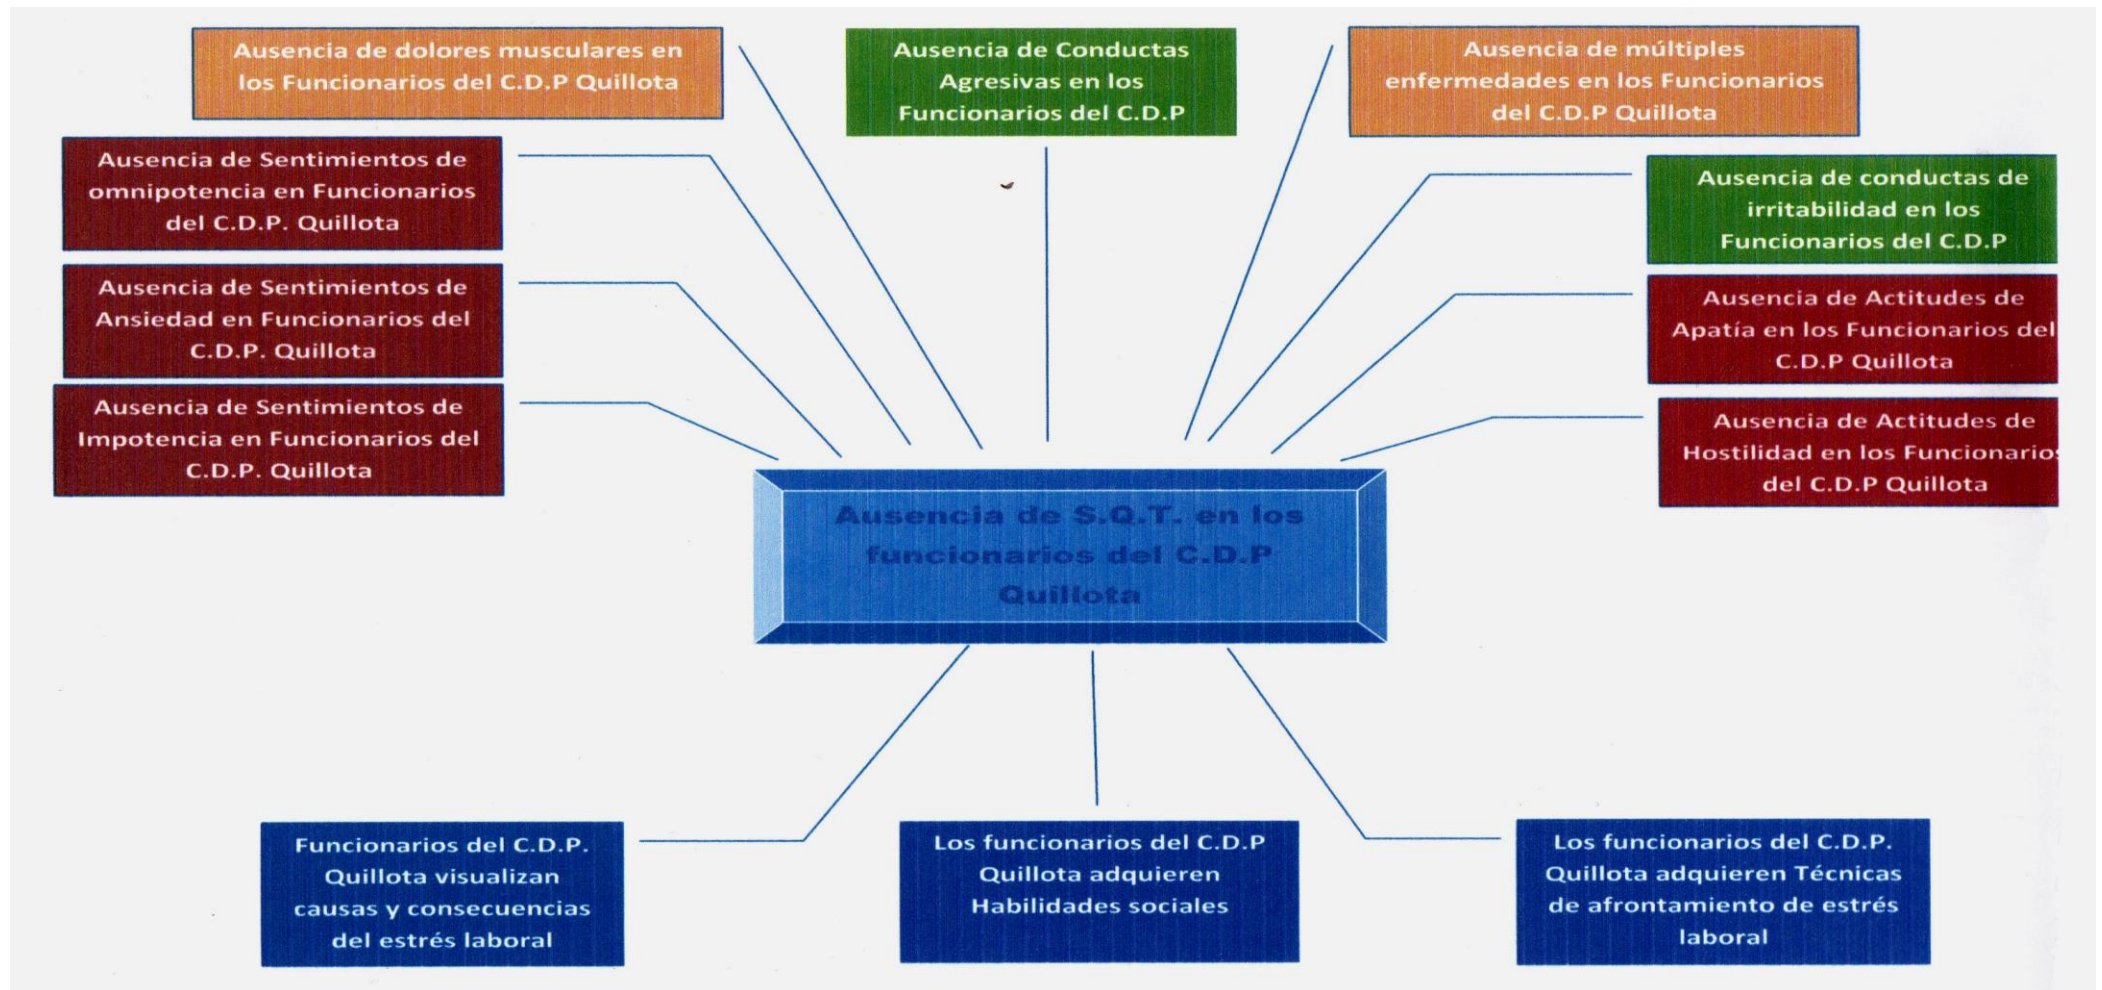 Ausencia de dolores musculares en
los Funcionarios del C.D.P Quillota
Ausencia de Conductas
Agresivas en los
Funcionarios del C.D.P
Ausencia de múltiples
enfermedades en los Funcionarios
del C.D.P Quillota
Ausencia de Sentimientos de
omnipotencia en Funcionarios
del C.D.P. Quillota
Ausencia de conductas de
irritabilidad en los
Funcionarios del C.D.P
Ausencia de Sentimientos de
Ansiedad en Funcionarios del
C.D.P. Quillota
Ausencia de Actitudes de
Apatía en los Funcionarios del
C.D.P Quillota
Ausencia de Sentimientos de
Impotencia en Funcionarios del
C.D.P. Quillota
Ausencia de Actitudes de
Hostilidad en los Funcionarios
del C.D.P Quillota
Ausencia de S.Q.T. en los
funcionarios del C.D.P
Quillota
Funcionarios del C.D.P.
Quillota visualizan
causas y consecuencias
del estrés laboral
Los funcionarios del C.D.P
Quillota adquieren
Habilidades sociales
Los funcionarios del C.D.P.
Quillota adquieren Técnicas
de afrontamiento de estrés
laboral